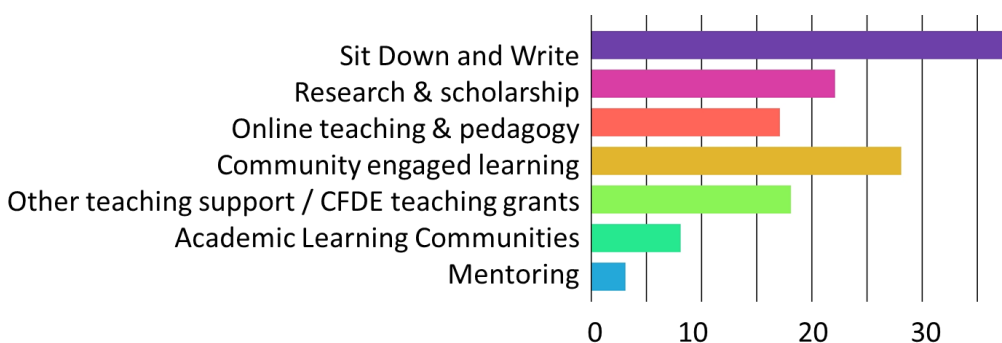 Sit Down and Write
Research & scholarship
Online teaching & pedagogy
Community engaged learning
Other teaching support / CFDE teaching grants
Academic Learning Communities
Mentoring
0 10 20 30